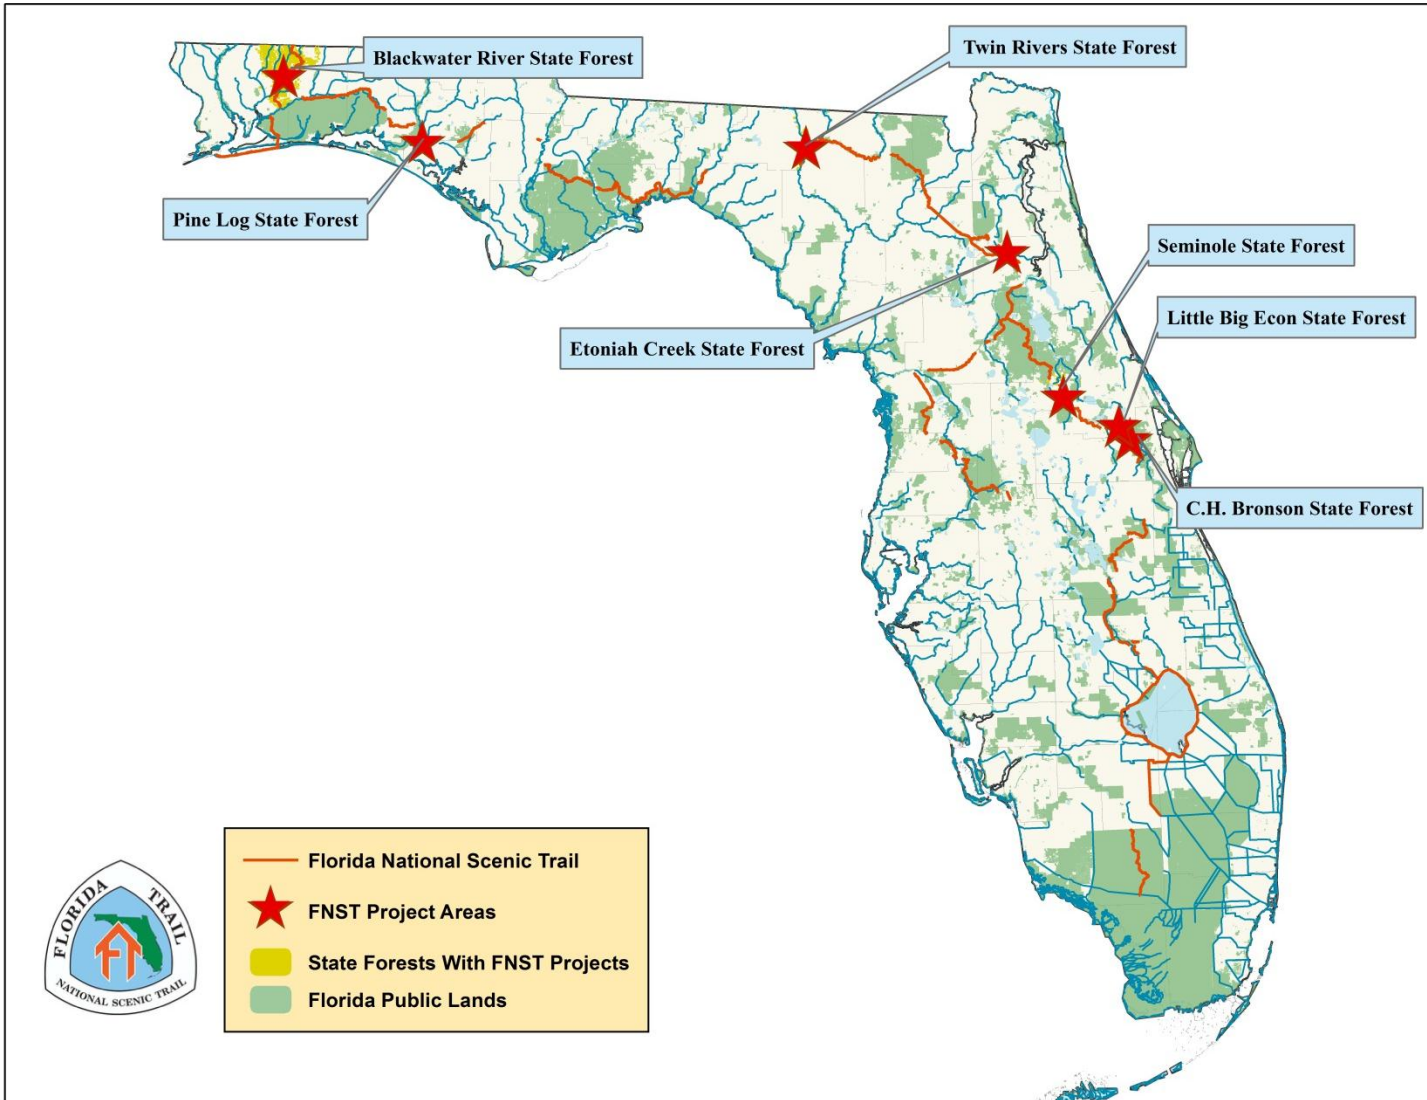 Blackwater River State Forest
Twin Rivers State Forest
Pine Log State Forest
Seminole State Forest
Little Big Econ State Forest
Etoniah Creek State Forest
C.H. Bronson State Forest
Florida National Scenic Trail
FNST Project Areas
State Forests With FNST Projects
Florida Public Lands
FLORIDA TRAIL
FT
NATIONAL SCENIC TRAIL